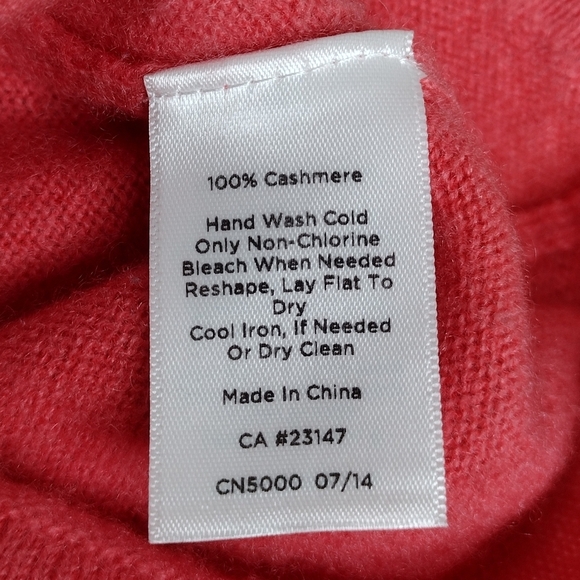 100% Cashmere
Hand Wash Cold
Only Non-Chlorine
Bleach When Needed
Reshape, Lay Flat To
Dry
Cool Iron, If Needed
Or Dry Clean
Made In China
CA #23147
CN5000 07/14